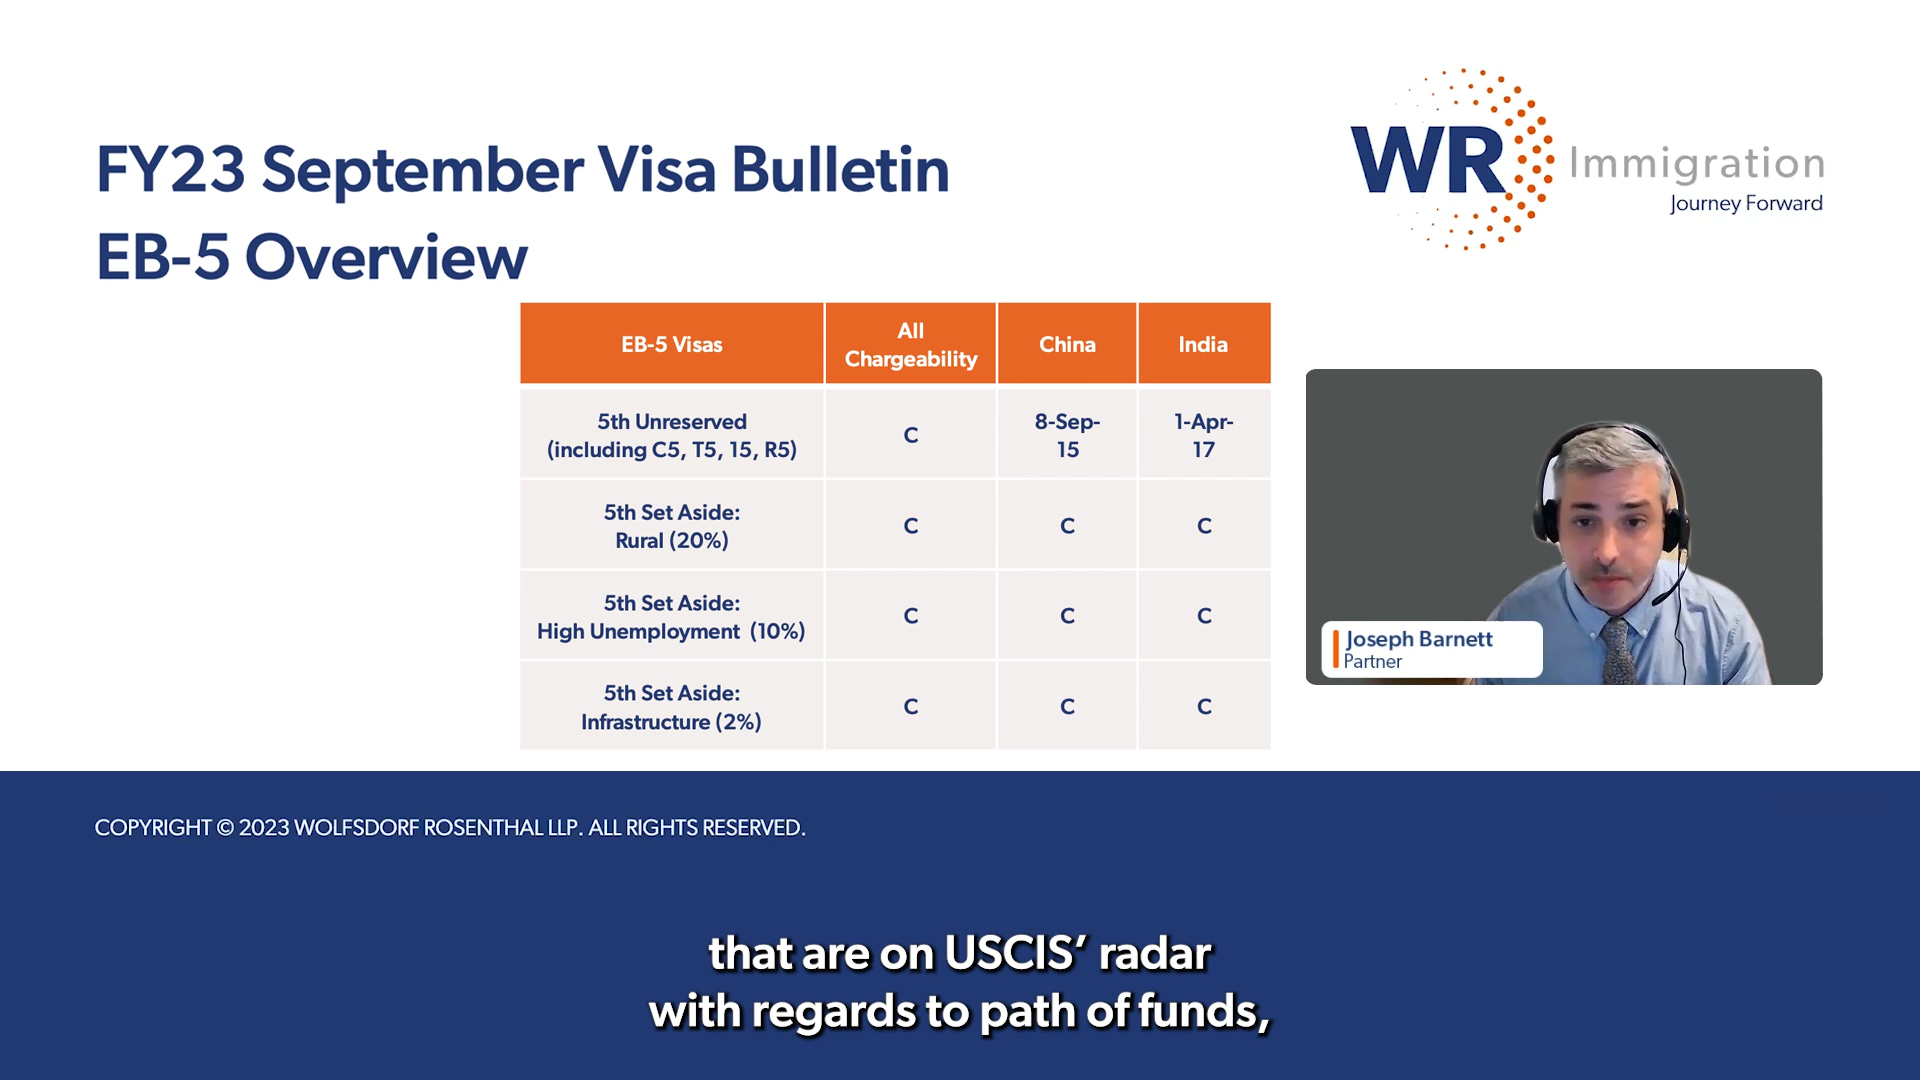 FY23 September Visa Bulletin
EB-5 Overview
WR Immigration
Journey Forward
EB-5 Visas
All
Chargeability
China
India
5th Unreserved
(including C5, T5, 15, R5)
C
8-Sep-
15
1-Apr-
17
5th Set Aside:
Rural (20%)
C
C
C
5th Set Aside:
High Unemployment (10%)
C
C
C
5th Set Aside:
Infrastructure (2%)
C
C
C
Joseph Barnett
Partner
COPYRIGHT © 2023 WOLFSDORF ROSENTHAL LLP. ALL RIGHTS RESERVED.
that are on USCIS’ radar
with regards to path of funds,